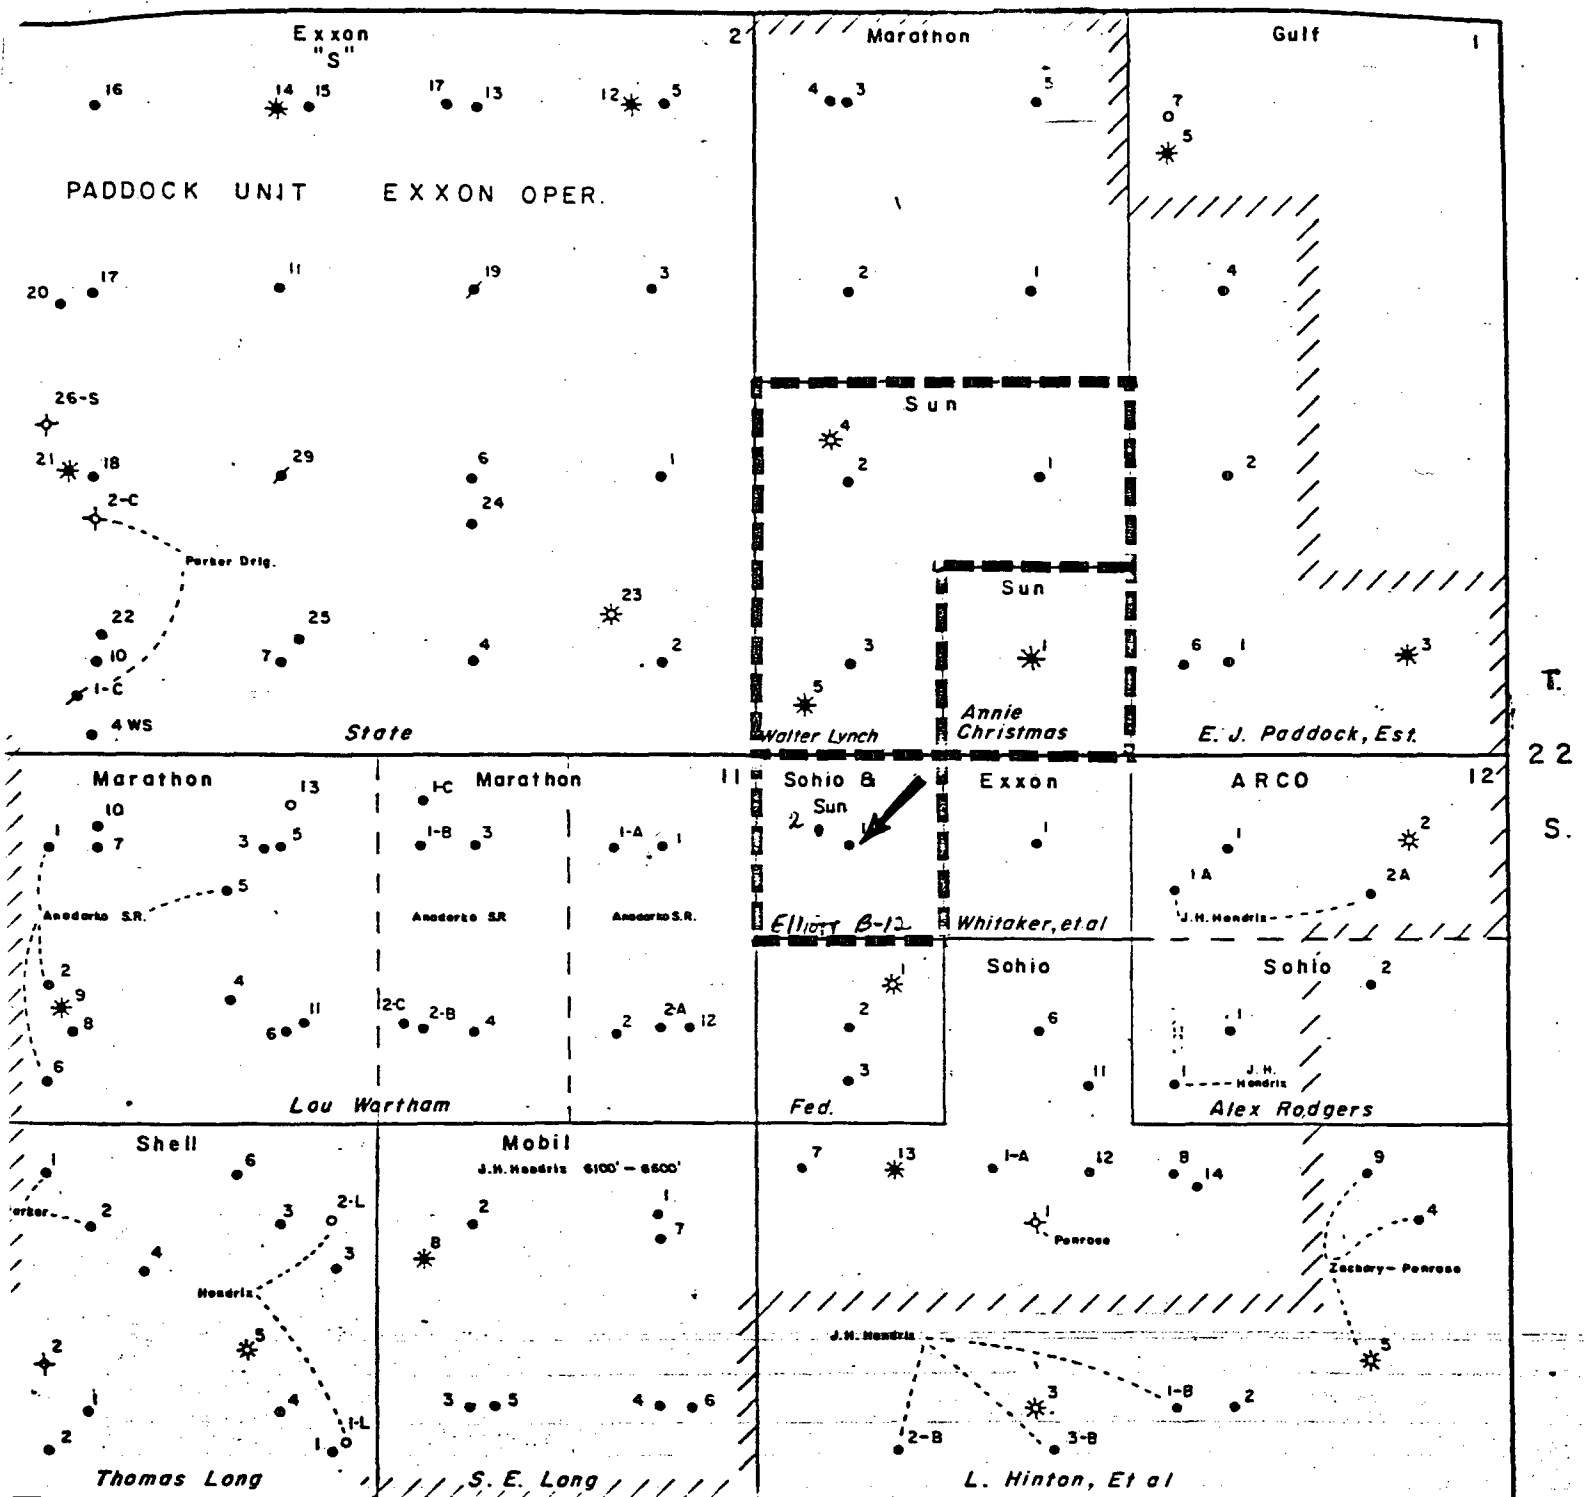 Exxon 2 Marathon Gulf 1
"S"
16 14 15 17 13 12 5 4 3 5 7
5
PADDOCK UNIT EXXON OPER.
20 17 11 19 3 2 1 4
Sun
26-S 4
21 18 29 6 1 2 1 2
2-C 24
Parker Drlg.
Sun
23
22 25
10 7 4 2 3 1 6 1 3
1-C 5
4 WS
State Walter Lynch Annie Christmas E. J. Paddock, Est.
T.
22
S.
Marathon Marathon 11 Sohio & Sun Exxon ARCO 12
13 1-C
10
1 7 3 5 1-B 3 1-A 1 2 1 1 1 2
5 1A 2A
Anadarko S.R. Anadarko S.R Anadarko S.R. J.H. Hendrix
Elliott B-12 Whitaker, et al
Sohio Sohio
2 4 1 2
9 11 2-C 2-B 4 2 2-A 12 2 6 1
8 6
6 3 11 1 J. H. Hendrix
Lou Wortham Fed. Alex Rodgers
Shell Mobil
J.H. Hendrix 6100' - 6600'
1 6 7 13 1-A 12 8 14 9
2 3 2-L 2 1 7 1 4
Penrose
4 3 8
Hendrix Zachary - Penrose
J.H. Hendrix
2 5 5
1 4 3 5 4 6 3 1-B 2
2 1 1-L 2-B 3-B
Thomas Long S. E. Long L. Hinton, Et al